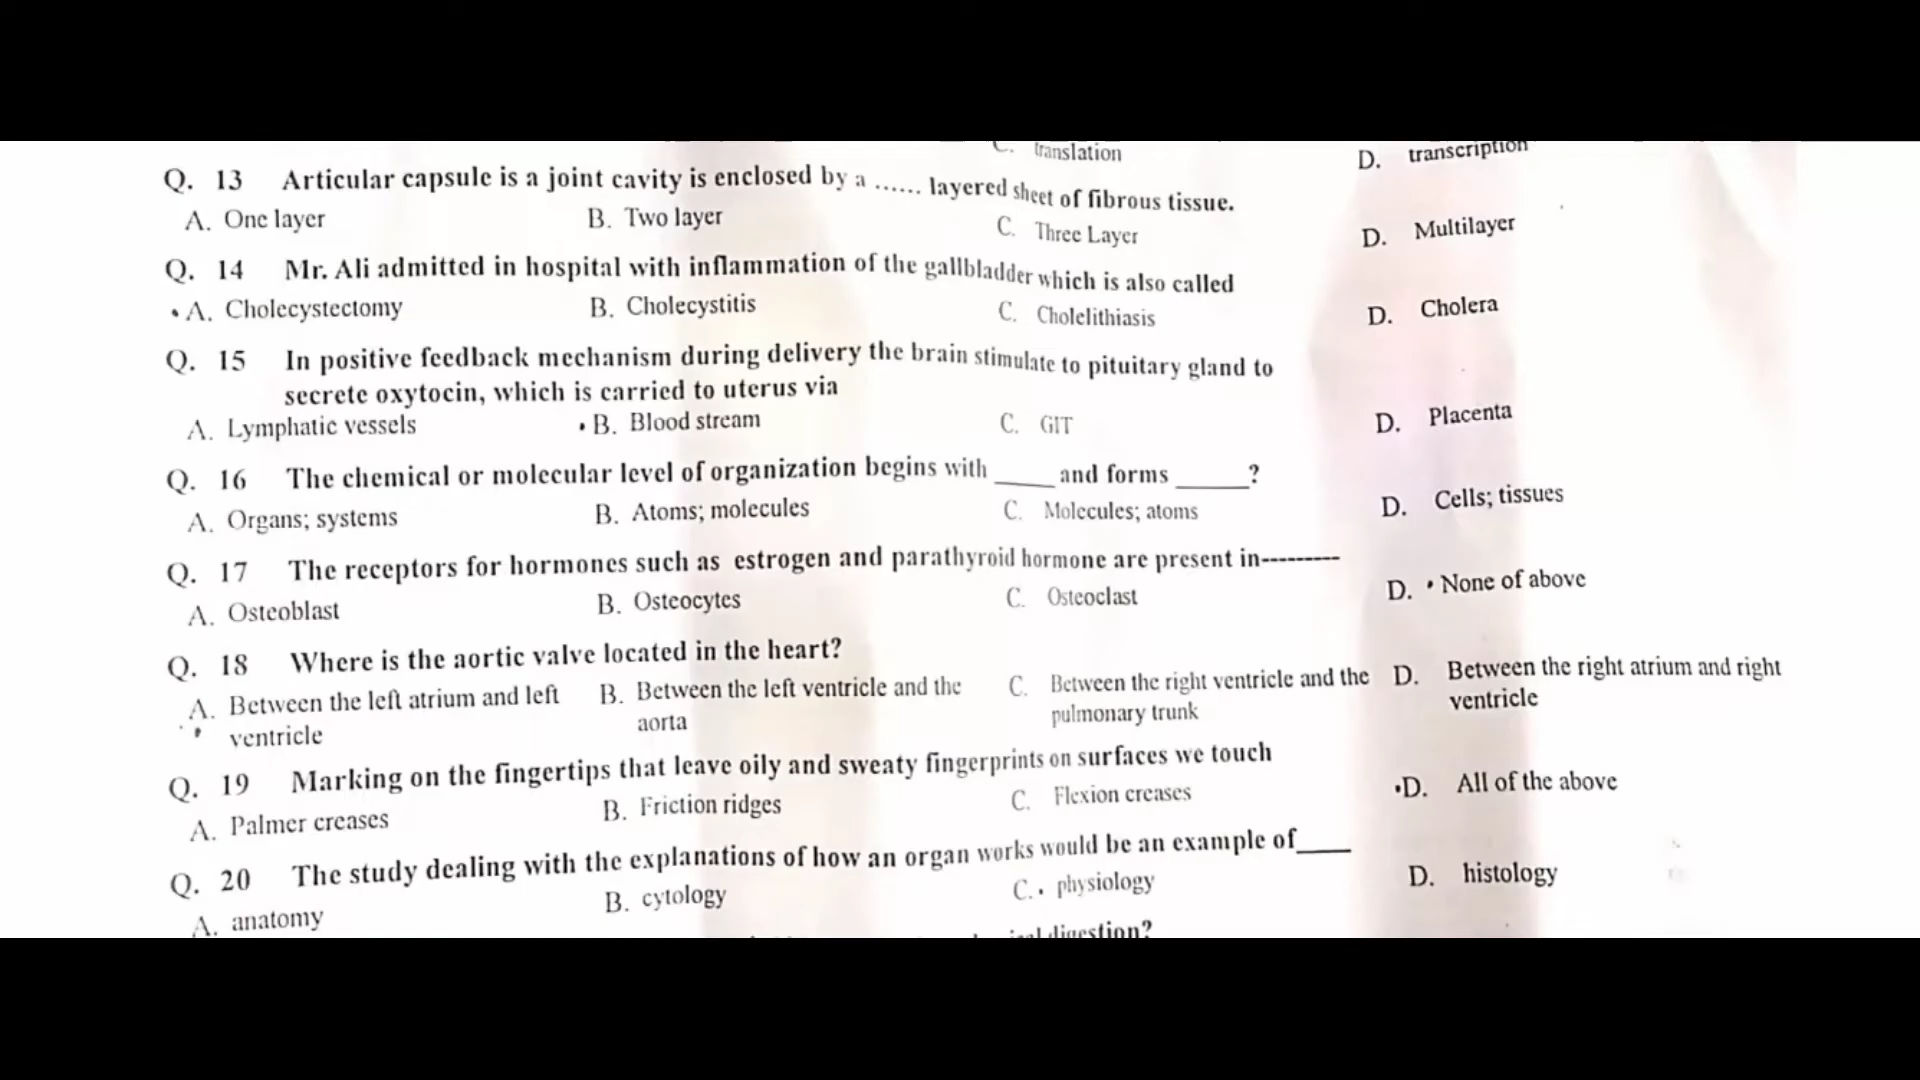 C. translation D. transcription
Q. 13 Articular capsule is a joint cavity is enclosed by a ...... layered sheet of fibrous tissue.
A. One layer B. Two layer C. Three Layer D. Multilayer
Q. 14 Mr. Ali admitted in hospital with inflammation of the gallbladder which is also called
A. Cholecystectomy B. Cholecystitis C. Cholelithiasis D. Cholera
Q. 15 In positive feedback mechanism during delivery the brain stimulate to pituitary gland to
secrete oxytocin, which is carried to uterus via
A. Lymphatic vessels B. Blood stream C. GIT D. Placenta
Q. 16 The chemical or molecular level of organization begins with _____ and forms ______?
A. Organs; systems B. Atoms; molecules C. Molecules; atoms D. Cells; tissues
Q. 17 The receptors for hormones such as estrogen and parathyroid hormone are present in---------
A. Osteoblast B. Osteocytes C. Osteoclast D. None of above
Q. 18 Where is the aortic valve located in the heart?
A. Between the left atrium and left B. Between the left ventricle and the C. Between the right ventricle and the D. Between the right atrium and right
ventricle aorta pulmonary trunk ventricle
Q. 19 Marking on the fingertips that leave oily and sweaty fingerprints on surfaces we touch
A. Palmer creases B. Friction ridges C. Flexion creases D. All of the above
Q. 20 The study dealing with the explanations of how an organ works would be an example of____
A. anatomy B. cytology C. physiology D. histology
digestion?